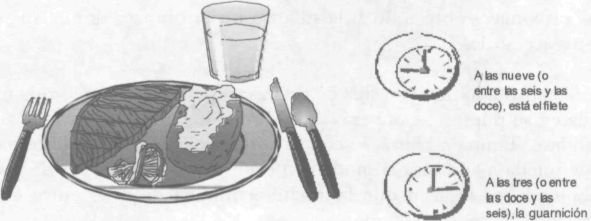 A las nueve (o
entre las seis y las
doce), está el filete
A las tres (o entre
las doce y las
seis), la guarnición